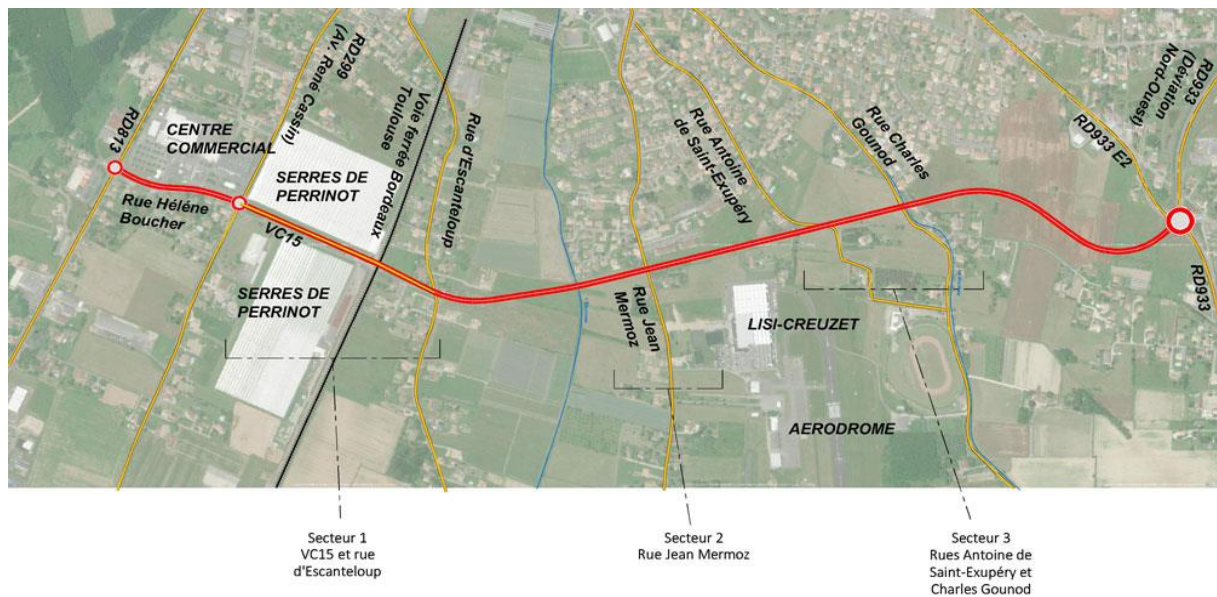 RD813
CENTRE
COMMERCIAL
RD299
(Av. René Cassin)
SERRES DE
PERRINOT
Rue Héléne
Boucher
VC15
SERRES DE
PERRINOT
Voie ferrée Bordeaux
Toulouse
Rue d'Escanteloup
Rue Jean
Mermoz
Rue Antoine
de Saint-Exupéry
Rue Charles
Gounod
LISI-CREUZET
AERODROME
RD933 E2
RD933
(Déviation
Nord-Ouest)
RD933
Secteur 1
VC15 et rue
d'Escanteloup
Secteur 2
Rue Jean Mermoz
Secteur 3
Rues Antoine de
Saint-Exupéry et
Charles Gounod